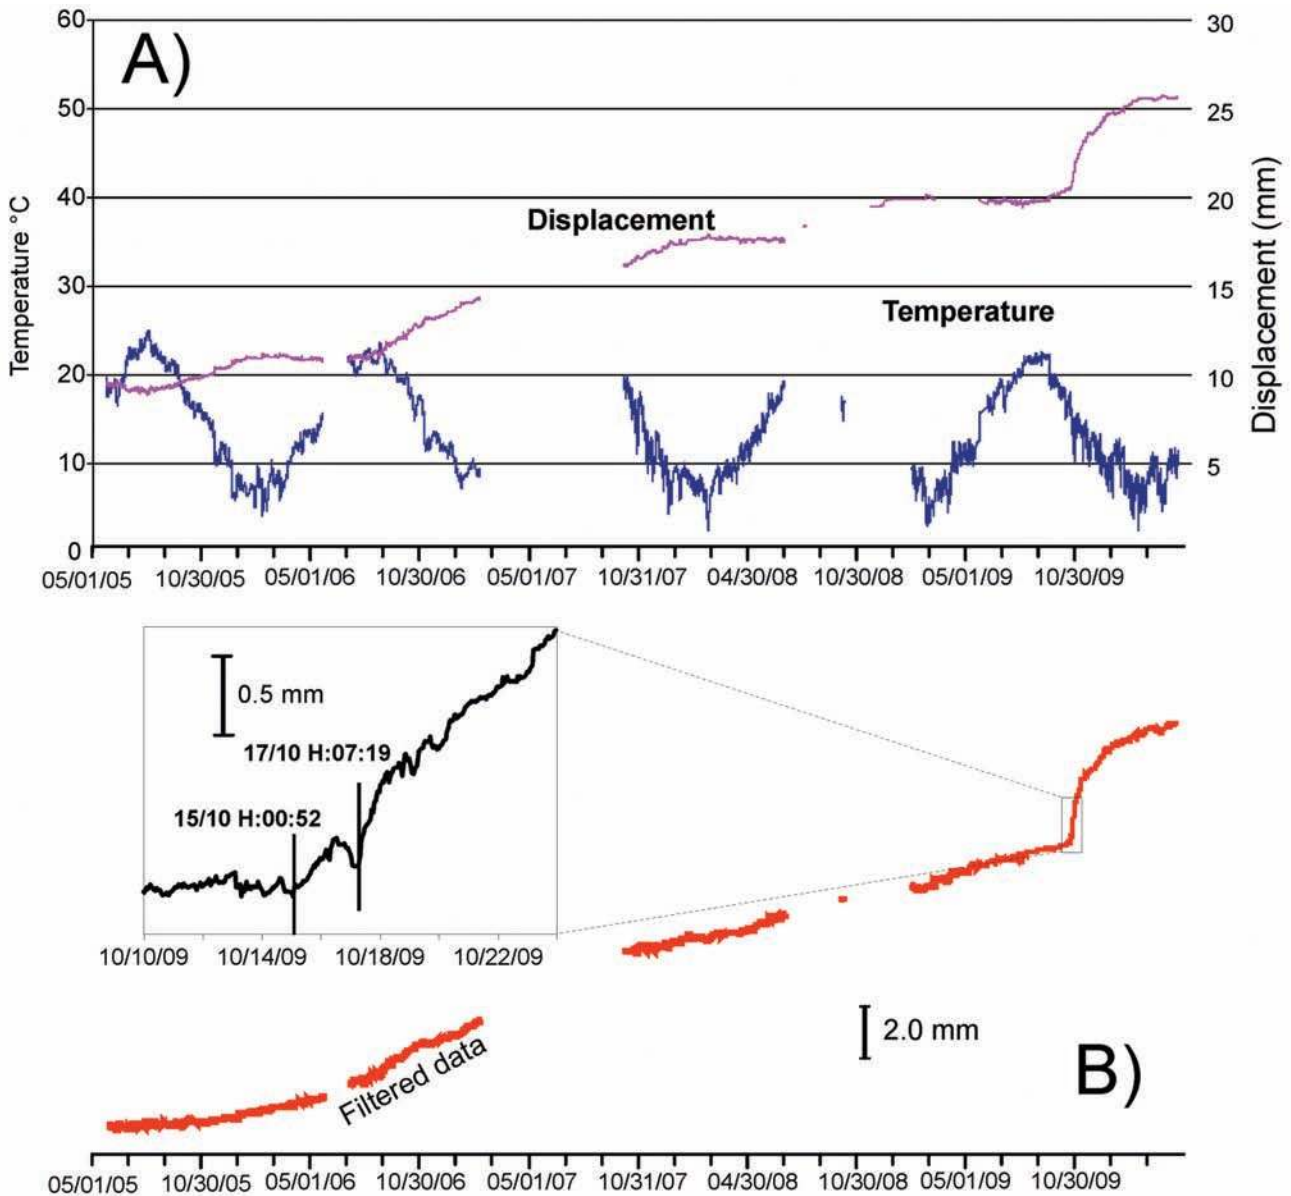 A)
60
50
40
30
20
10
0
Temperature °C
30
25
20
15
10
5
Displacement (mm)
Displacement
Temperature
05/01/05 10/30/05 05/01/06 10/30/06 05/01/07 10/31/07 04/30/08 10/30/08 05/01/09 10/30/09
0.5 mm
17/10 H:07:19
15/10 H:00:52
10/10/09 10/14/09 10/18/09 10/22/09
2.0 mm
B)
Filtered data
05/01/05 10/30/05 05/01/06 10/30/06 05/01/07 10/31/07 04/30/08 10/30/08 05/01/09 10/30/09